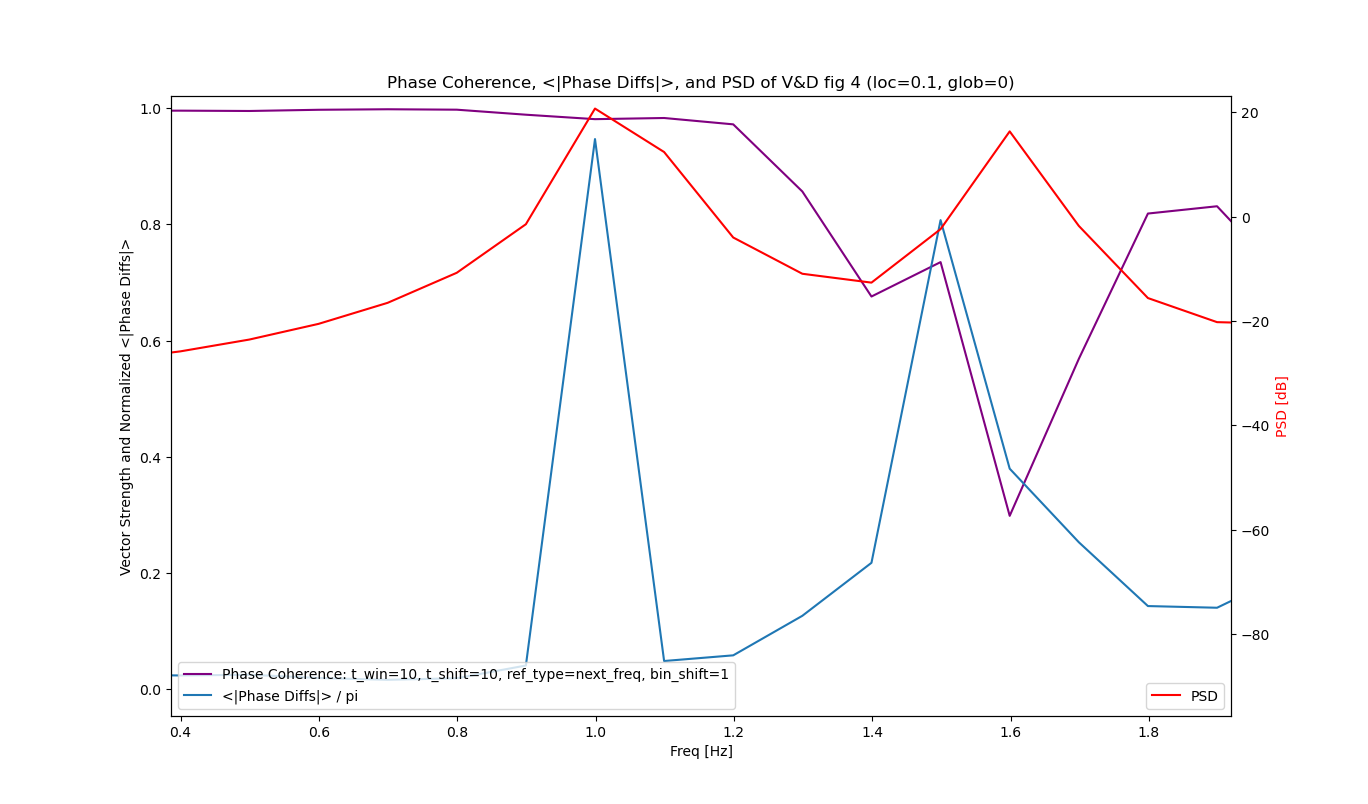 Phase Coherence, <|Phase Diffs|>, and PSD of V&D fig 4 (loc=0.1, glob=0)
Vector Strength and Normalized <|Phase Diffs|>
1.0
0.8
0.6
0.4
0.2
0.0
20
0
−20
−40
−60
−80
PSD [dB]
Phase Coherence: t_win=10, t_shift=10, ref_type=next_freq, bin_shift=1
<|Phase Diffs|> / pi
PSD
0.4
0.6
0.8
1.0
1.2
1.4
1.6
1.8
Freq [Hz]